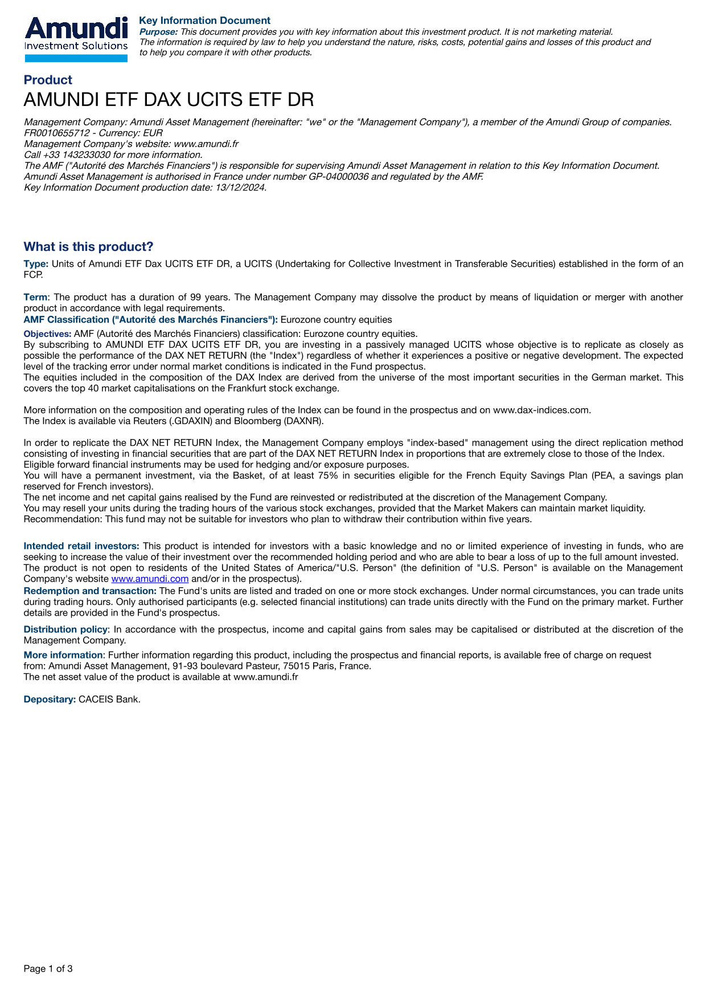 Amundi
Investment Solutions
Key Information Document
Purpose: This document provides you with key information about this investment product. It is not marketing material.
The information is required by law to help you understand the nature, risks, costs, potential gains and losses of this product and
to help you compare it with other products.
Product
AMUNDI ETF DAX UCITS ETF DR
Management Company: Amundi Asset Management (hereinafter: "we" or the "Management Company"), a member of the Amundi Group of companies.
FR0010655712 - Currency: EUR
Management Company's website: www.amundi.fr
Call +33 143233030 for more information.
The AMF ("Autorité des Marchés Financiers") is responsible for supervising Amundi Asset Management in relation to this Key Information Document.
Amundi Asset Management is authorised in France under number GP-04000036 and regulated by the AMF.
Key Information Document production date: 13/12/2024.
What is this product?
Type: Units of Amundi ETF Dax UCITS ETF DR, a UCITS (Undertaking for Collective Investment in Transferable Securities) established in the form of an
FCP.
Term: The product has a duration of 99 years. The Management Company may dissolve the product by means of liquidation or merger with another
product in accordance with legal requirements.
AMF Classification ("Autorité des Marchés Financiers"): Eurozone country equities
Objectives: AMF (Autorité des Marchés Financiers) classification: Eurozone country equities.
By subscribing to AMUNDI ETF DAX UCITS ETF DR, you are investing in a passively managed UCITS whose objective is to replicate as closely as
possible the performance of the DAX NET RETURN (the "Index") regardless of whether it experiences a positive or negative development. The expected
level of the tracking error under normal market conditions is indicated in the Fund prospectus.
The equities included in the composition of the DAX Index are derived from the universe of the most important securities in the German market. This
covers the top 40 market capitalisations on the Frankfurt stock exchange.
More information on the composition and operating rules of the Index can be found in the prospectus and on www.dax-indices.com.
The Index is available via Reuters (.GDAXIN) and Bloomberg (DAXNR).
In order to replicate the DAX NET RETURN Index, the Management Company employs "index-based" management using the direct replication method
consisting of investing in financial securities that are part of the DAX NET RETURN Index in proportions that are extremely close to those of the Index.
Eligible forward financial instruments may be used for hedging and/or exposure purposes.
You will have a permanent investment, via the Basket, of at least 75% in securities eligible for the French Equity Savings Plan (PEA, a savings plan
reserved for French investors).
The net income and net capital gains realised by the Fund are reinvested or redistributed at the discretion of the Management Company.
You may resell your units during the trading hours of the various stock exchanges, provided that the Market Makers can maintain market liquidity.
Recommendation: This fund may not be suitable for investors who plan to withdraw their contribution within five years.
Intended retail investors: This product is intended for investors with a basic knowledge and no or limited experience of investing in funds, who are
seeking to increase the value of their investment over the recommended holding period and who are able to bear a loss of up to the full amount invested.
The product is not open to residents of the United States of America/"U.S. Person" (the definition of "U.S. Person" is available on the Management
Company's website www.amundi.com and/or in the prospectus).
Redemption and transaction: The Fund's units are listed and traded on one or more stock exchanges. Under normal circumstances, you can trade units
during trading hours. Only authorised participants (e.g. selected financial institutions) can trade units directly with the Fund on the primary market. Further
details are provided in the Fund's prospectus.
Distribution policy: In accordance with the prospectus, income and capital gains from sales may be capitalised or distributed at the discretion of the
Management Company.
More information: Further information regarding this product, including the prospectus and financial reports, is available free of charge on request
from: Amundi Asset Management, 91-93 boulevard Pasteur, 75015 Paris, France.
The net asset value of the product is available at www.amundi.fr
Depositary: CACEIS Bank.
Page 1 of 3